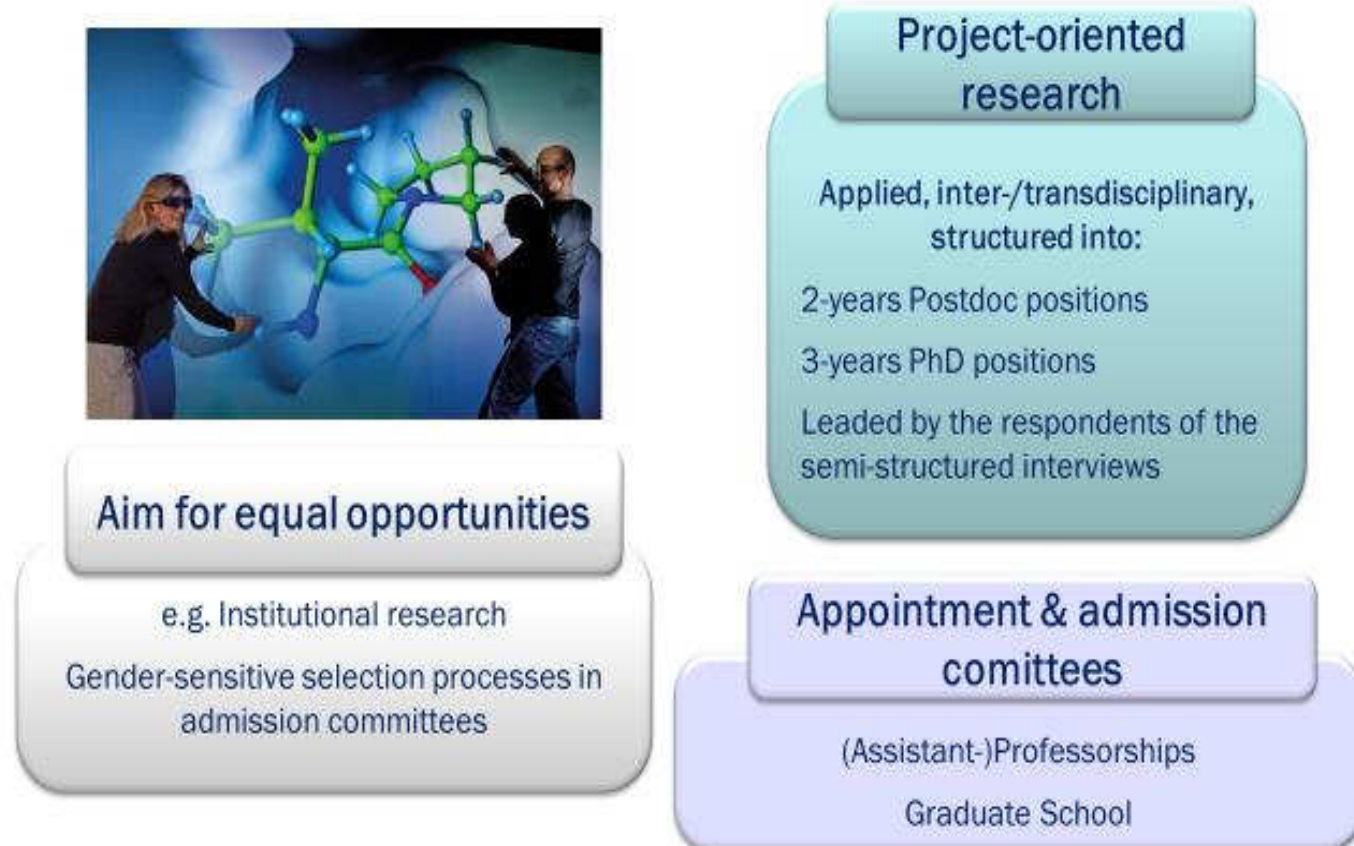 Project-oriented
research
Applied, inter-/transdisciplinary,
structured into:
2-years Postdoc positions
3-years PhD positions
Leaded by the respondents of the
semi-structured interviews
Aim for equal opportunities
e.g. Institutional research
Gender-sensitive selection processes in
admission committees
Appointment & admission
comittees
(Assistant-)Professorships
Graduate School